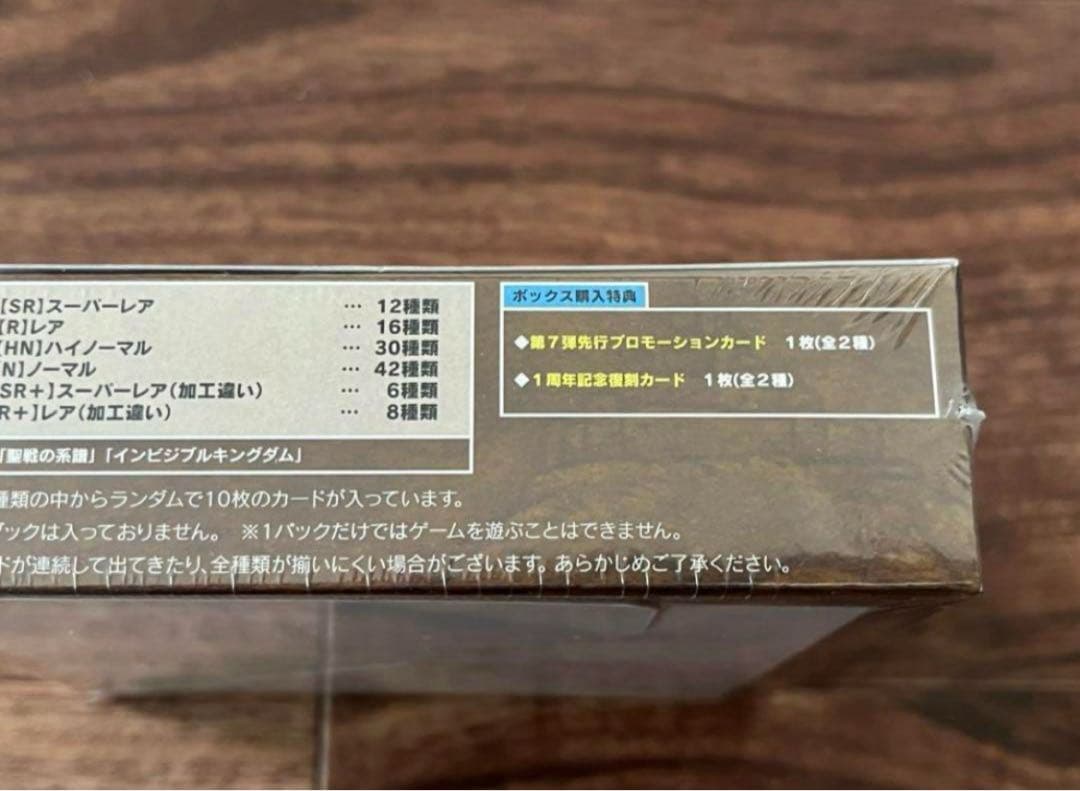 【SR】スーパーレア … 12種類
【R】レア … 16種類
【HN】ハイノーマル … 30種類
N】ノーマル … 42種類
SR+】スーパーレア(加工違い) … 6種類
R+】レア(加工違い) … 8種類
「聖戦の系譜」「インビジブルキングダム」
ボックス購入特典
◆第7弾先行プロモーションカード 1枚(全2種)
◆1周年記念復刻カード 1枚(全2種)
種類の中からランダムで10枚のカードが入っています。
ックは入っておりません。 ※1パックだけではゲームを遊ぶことはできません。
ドが連続して出てきたり、全種類が揃いにくい場合がございます。あらかじめご了承ください。